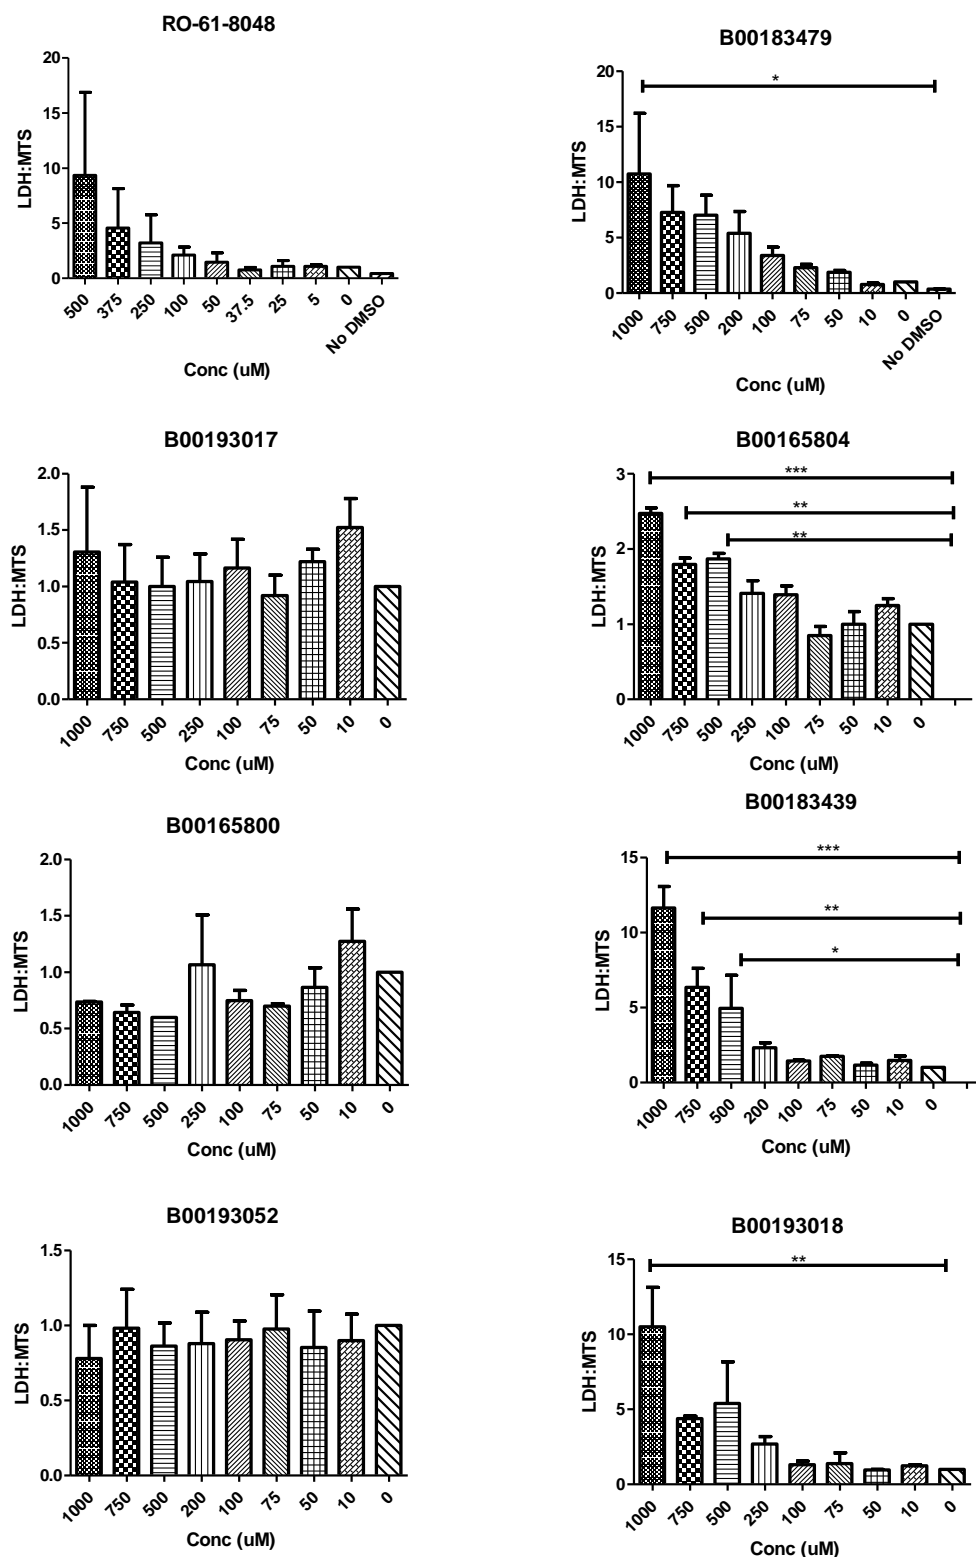 RO-61-8048
20
15
10
5
0
LDH:MTS
500 375 250 100 50 37.5 25 5 0 No DMSO
Conc (uM)
B00183479
*
20
15
10
5
0
LDH:MTS
1000 750 500 200 100 75 50 10 0 No DMSO
Conc (uM)
B00193017
2.0
1.5
1.0
0.5
0.0
LDH:MTS
1000 750 500 250 100 75 50 10 0
Conc (uM)
B00165804
***
**
**
3
2
1
0
LDH:MTS
1000 750 500 250 100 75 50 10 0
Conc (uM)
B00165800
2.0
1.5
1.0
0.5
0.0
LDH:MTS
1000 750 500 250 100 75 50 10 0
Conc (uM)
B00183439
***
**
*
15
10
5
0
LDH:MTS
1000 750 500 200 100 75 50 10 0
Conc (uM)
B00193052
1.5
1.0
0.5
0.0
LDH:MTS
1000 750 500 200 100 75 50 10 0
Conc (uM)
B00193018
**
15
10
5
0
LDH:MTS
1000 750 500 250 100 75 50 10 0
Conc (uM)